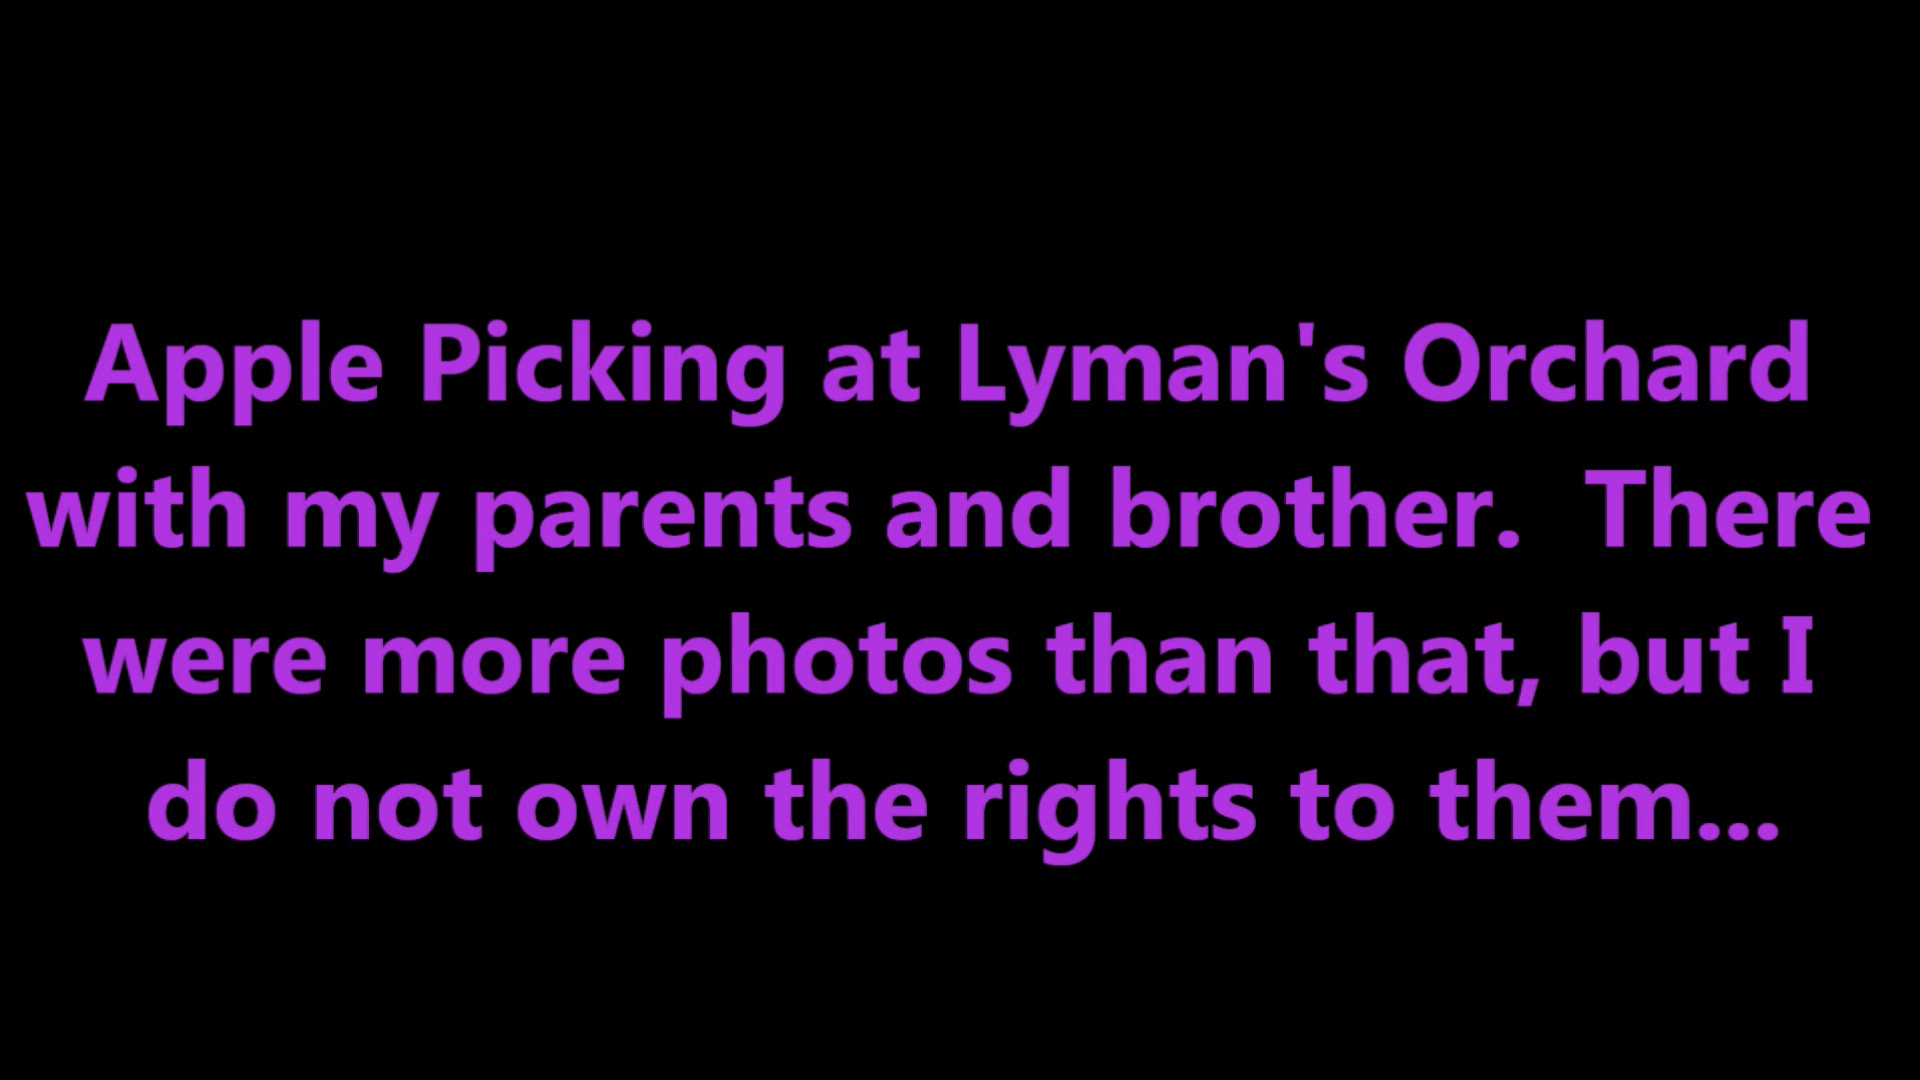 Apple Picking at Lyman's Orchard
with my parents and brother.  There
were more photos than that, but I
do not own the rights to them...